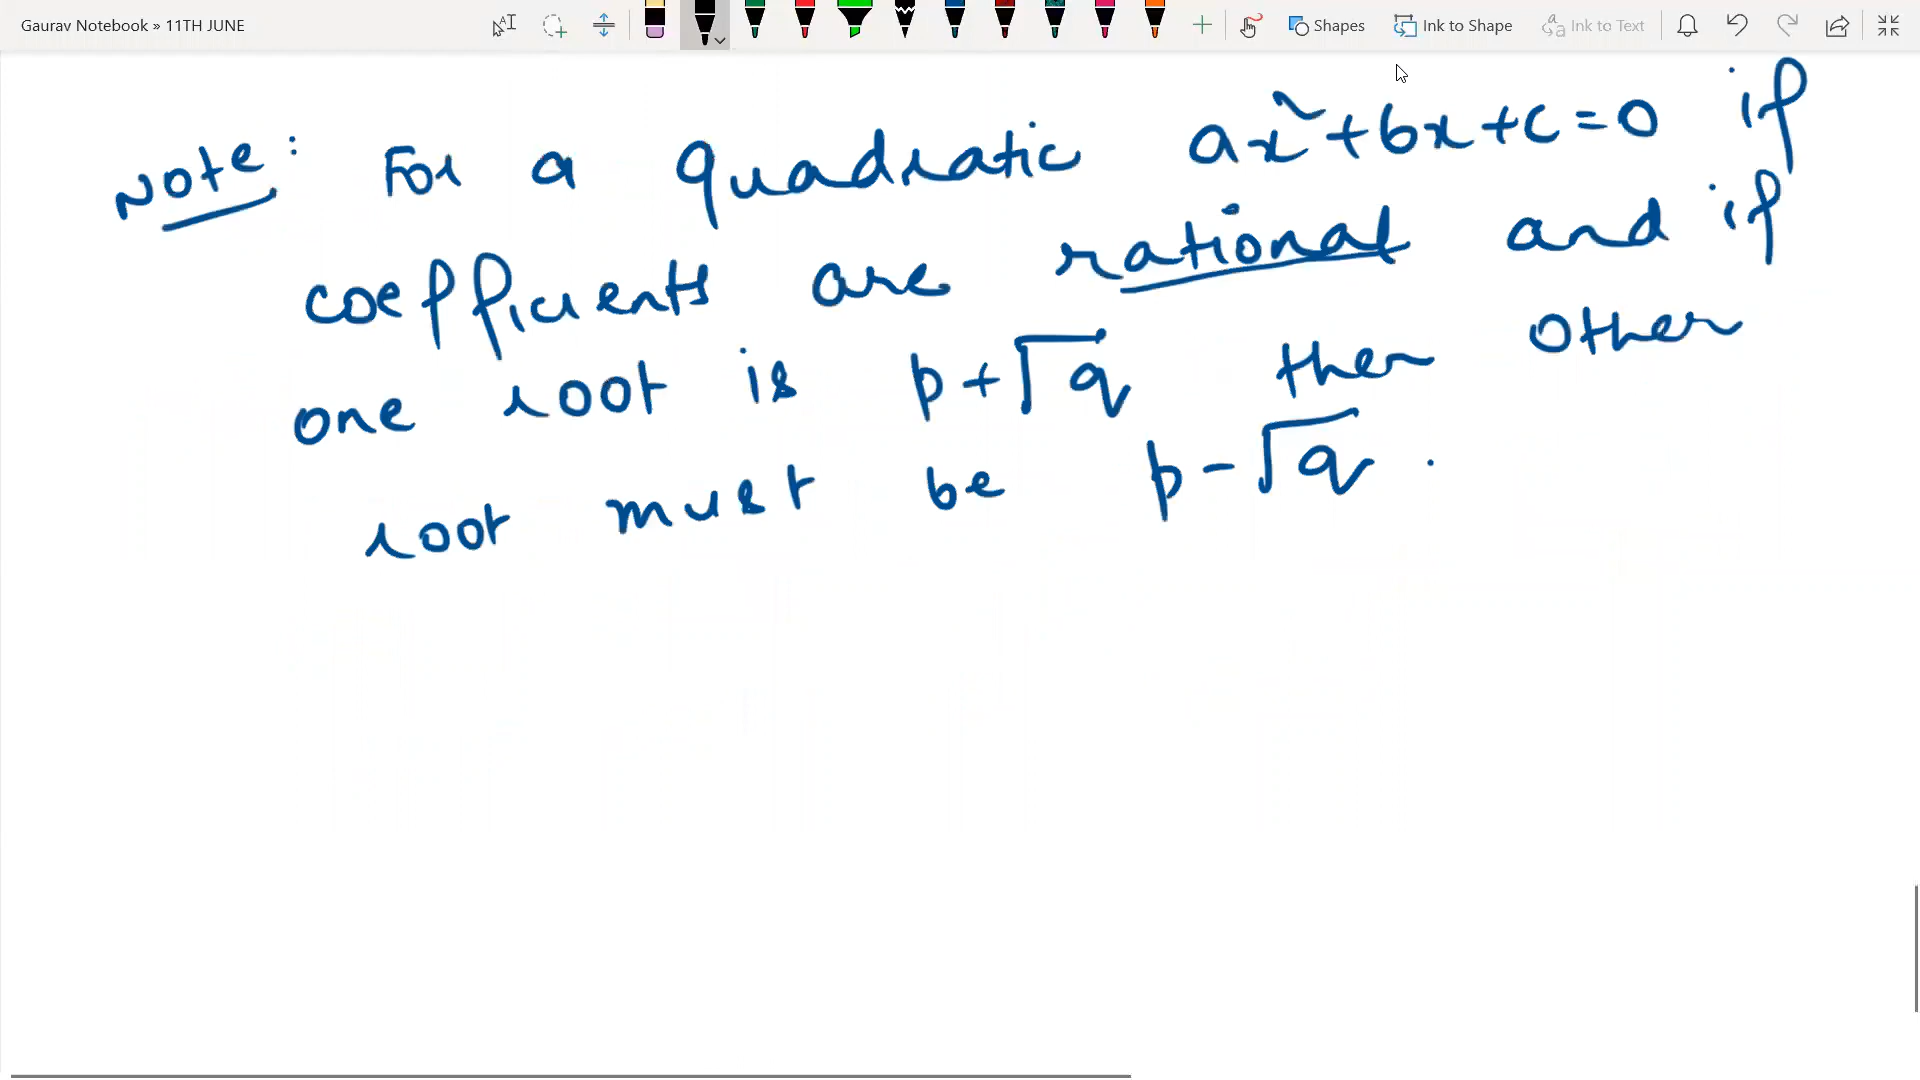 Gaurav Notebook » 11TH JUNE
Shapes
Ink to Shape
Ink to Text
Note: For a quadratic ax²+bx+c=0 if
coefficients are rational and if
one root is p+√q then other
root must be p-√q.